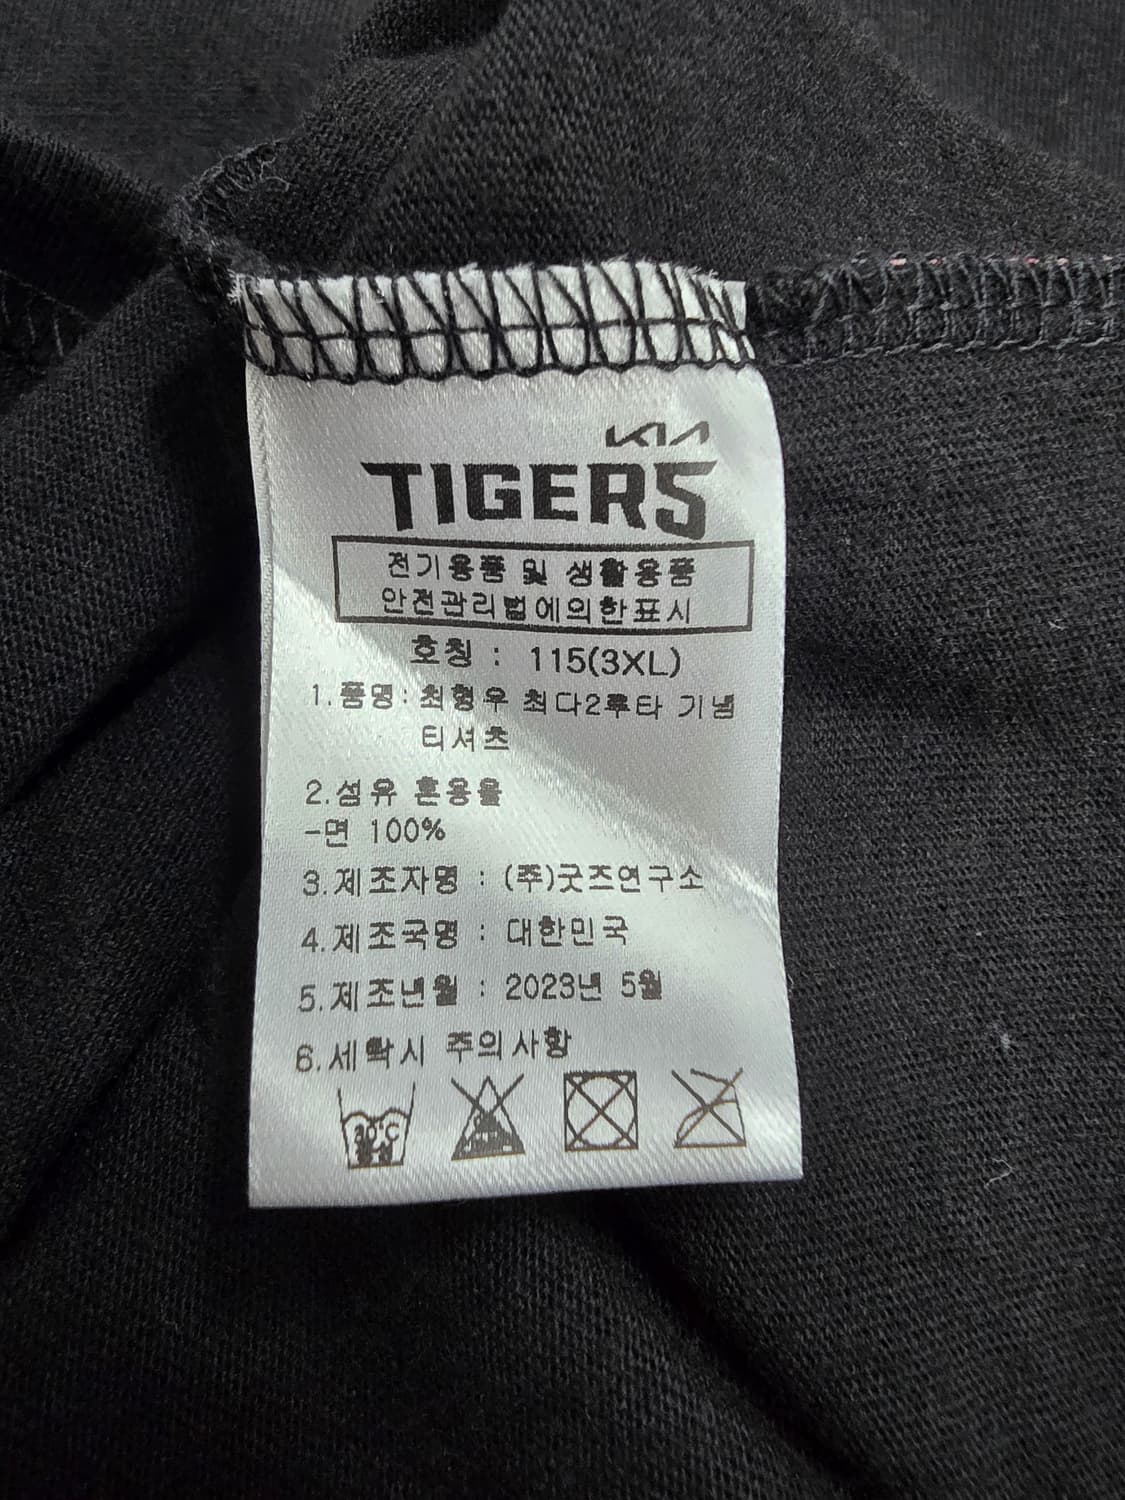 KIA
TIGERS
전기용품 및 생활용품
안전관리법에의한표시
호칭 : 115(3XL)
1.품명: 최형우 최다2루타 기념
티셔츠
2.섬유 혼용율
-면 100%
3.제조자명 : (주)굿즈연구소
4.제조국명 : 대한민국
5.제조년월 : 2023년 5월
6.세탁시 주의사항
30°C